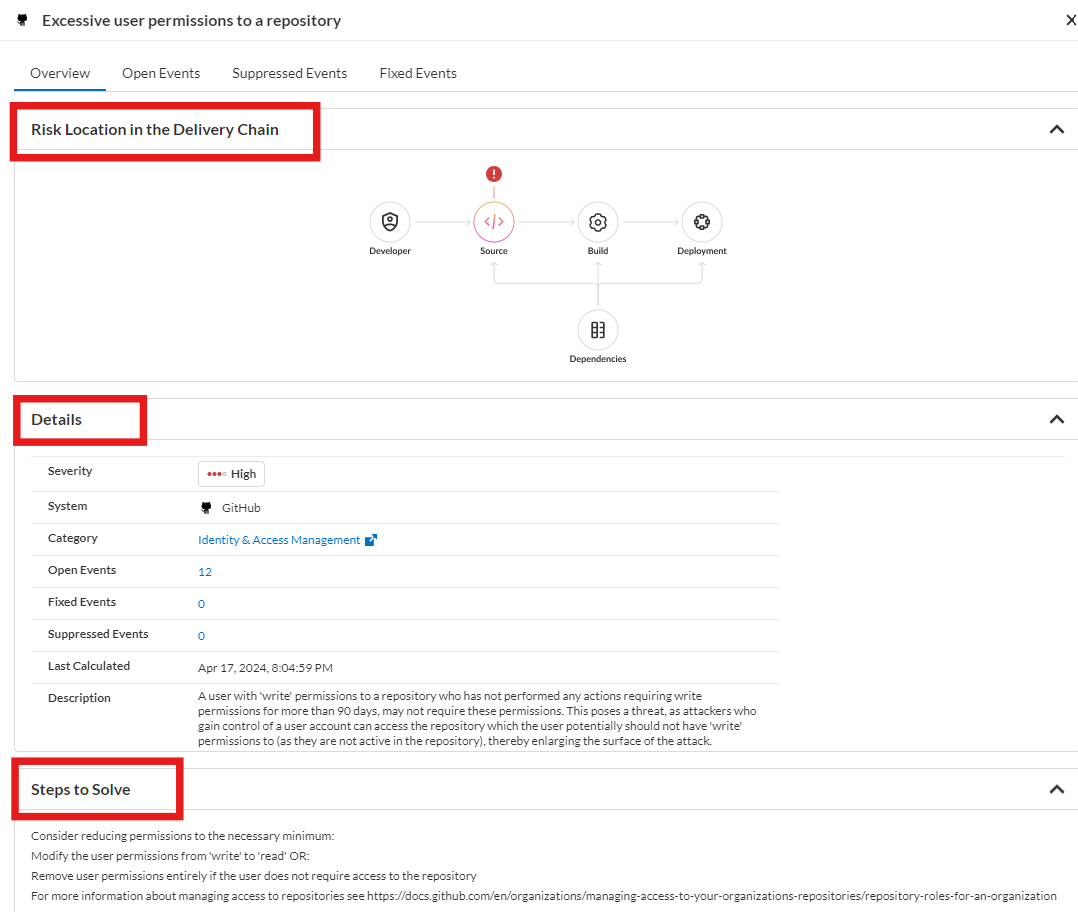 Excessive user permissions to a repository
Overview Open Events Suppressed Events Fixed Events
Risk Location in the Delivery Chain
Developer Source Build Deployment
Dependencies
Details
Severity High
System GitHub
Category Identity & Access Management
Open Events 12
Fixed Events 0
Suppressed Events 0
Last Calculated Apr 17, 2024, 8:04:59 PM
Description A user with 'write' permissions to a repository who has not performed any actions requiring write
permissions for more than 90 days, may not require these permissions. This poses a threat, as attackers who
gain control of a user account can access the repository which the user potentially should not have 'write'
permissions to (as they are not active in the repository), thereby enlarging the surface of the attack.
Steps to Solve
Consider reducing permissions to the necessary minimum:
Modify the user permissions from 'write' to 'read' OR:
Remove user permissions entirely if the user does not require access to the repository
For more information about managing access to repositories see https://docs.github.com/en/organizations/managing-access-to-your-organizations-repositories/repository-roles-for-an-organization